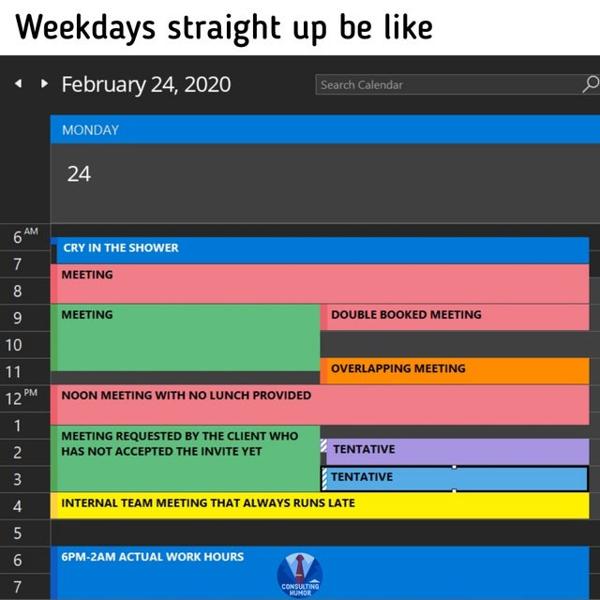 Weekdays straight up be like
February 24, 2020
Search Calendar
MONDAY
24
6 AM
CRY IN THE SHOWER
7
MEETING
8
9
MEETING
DOUBLE BOOKED MEETING
10
11
OVERLAPPING MEETING
12 PM
NOON MEETING WITH NO LUNCH PROVIDED
1
MEETING REQUESTED BY THE CLIENT WHO
HAS NOT ACCEPTED THE INVITE YET
2
TENTATIVE
3
TENTATIVE
4
INTERNAL TEAM MEETING THAT ALWAYS RUNS LATE
5
6
6PM-2AM ACTUAL WORK HOURS
7
CONSULTING
HUMOR